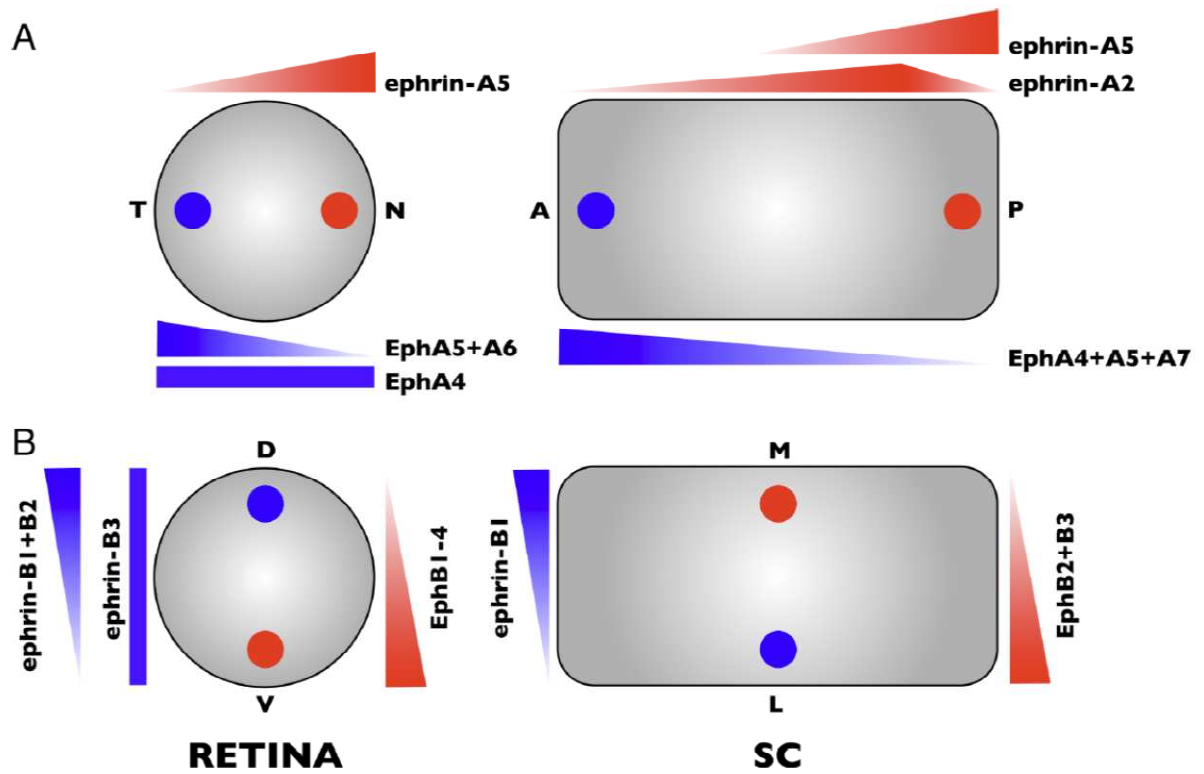 A
ephrin-A5
ephrin-A5
ephrin-A2
T
N
A
P
EphA5+A6
EphA4
EphA4+A5+A7
B
D
M
ephrin-B1+B2
ephrin-B3
EphB1-4
ephrin-B1
EphB2+B3
V
L
RETINA
SC